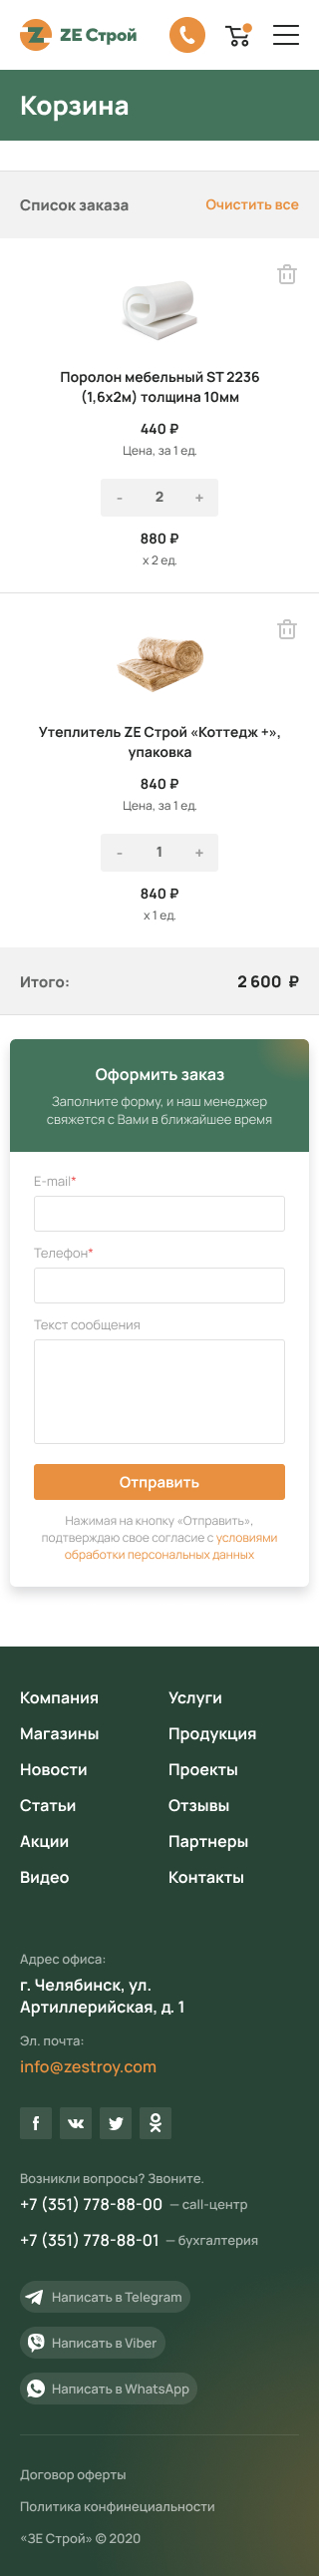 ZE Строй
Корзина
Список заказа
Очистить все
Поролон мебельный ST 2236
(1,6х2м) толщина 10мм
440 ₽
Цена, за 1 ед.
- 2 +
880 ₽
х 2 ед.
Утеплитель ZE Строй «Коттедж +»,
упаковка
840 ₽
Цена, за 1 ед.
- 1 +
840 ₽
х 1 ед.
Итого:
2 600 ₽
Оформить заказ
Заполните форму, и наш менеджер
свяжется с Вами в ближайшее время
E-mail*
Телефон*
Текст сообщения
Отправить
Нажимая на кнопку «Отправить»,
подтверждаю свое согласие с условиями
обработки персональных данных
Компания
Услуги
Магазины
Продукция
Новости
Проекты
Статьи
Отзывы
Акции
Партнеры
Видео
Контакты
Адрес офиса:
г. Челябинск, ул.
Артиллерийская, д. 1
Эл. почта:
info@zestroy.com
Возникли вопросы? Звоните.
+7 (351) 778-88-00 — call-центр
+7 (351) 778-88-01 — бухгалтерия
Написать в Telegram
Написать в Viber
Написать в WhatsApp
Договор оферты
Политика конфинециальности
«ЗЕ Строй» © 2020